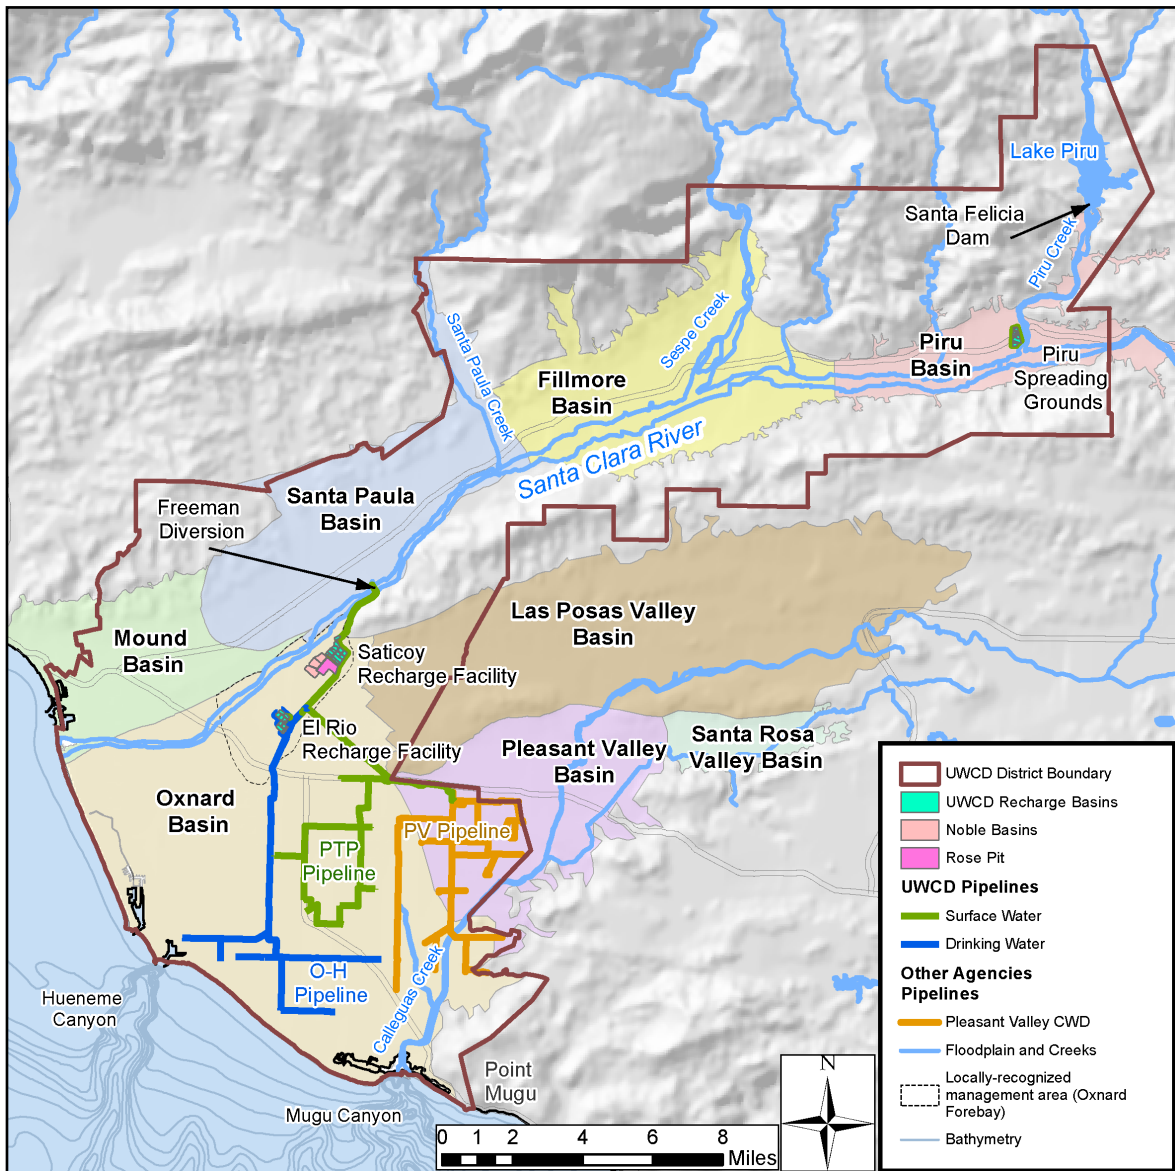 Lake Piru
Santa Felicia
Dam
Piru Creek
Santa Paula Creek
Sespe Creek
Fillmore
Basin
Piru
Basin
Piru
Spreading
Grounds
Santa Clara River
Santa Paula
Basin
Freeman
Diversion
Mound
Basin
Las Posas Valley
Basin
Saticoy
Recharge Facility
El Rio
Recharge Facility
Pleasant Valley
Basin
Santa Rosa
Valley Basin
Oxnard
Basin
PV Pipeline
PTP
Pipeline
O-H
Pipeline
Calleguas Creek
Hueneme
Canyon
Mugu Canyon
Point
Mugu
UWCD District Boundary
UWCD Recharge Basins
Noble Basins
Rose Pit
UWCD Pipelines
Surface Water
Drinking Water
Other Agencies
Pipelines
Pleasant Valley CWD
Floodplain and Creeks
Locally-recognized
management area (Oxnard
Forebay)
Bathymetry
N
0 1 2 4 6 8
Miles